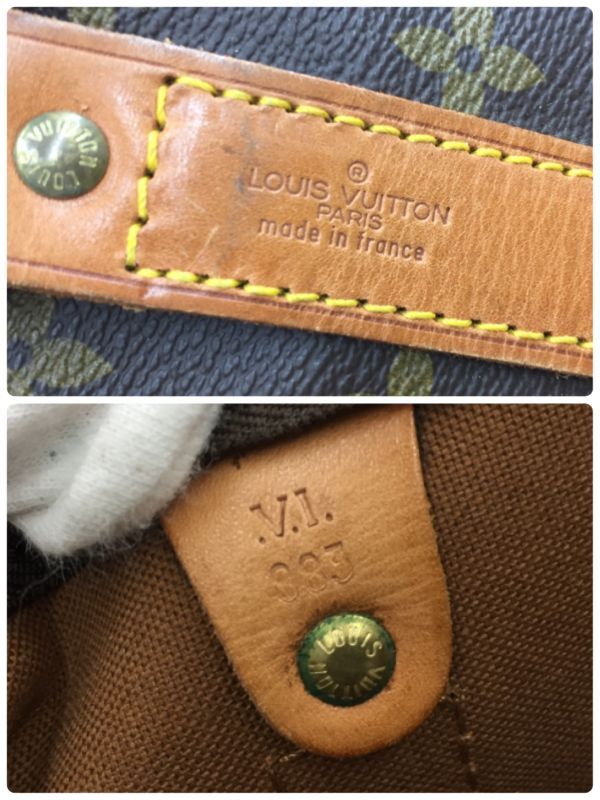 LOUIS VUITTON
®
LOUIS VUITTON
PARIS
made in france
.V.I.
883
LOUIS VUITTON